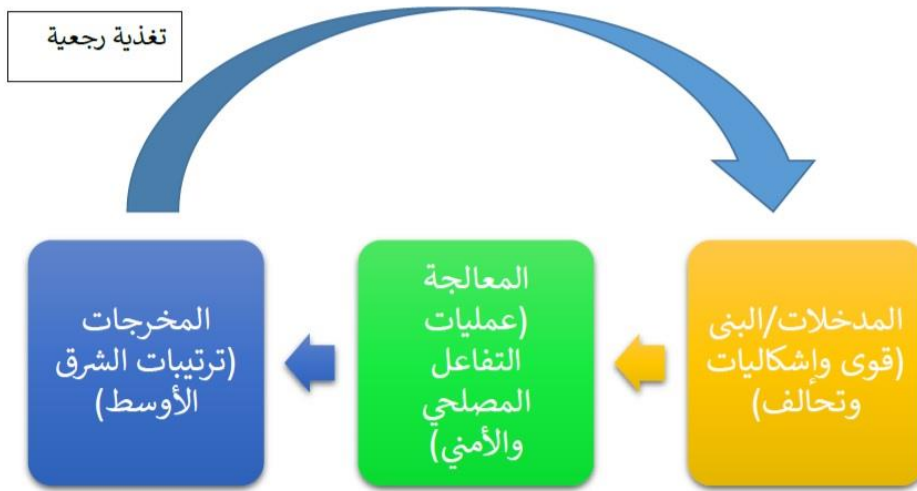 تغذية رجعية
المدخلات/البنى
(قوى وإشكاليات
وتحالف)
المعالجة
(عمليات
التفاعل
المصلحي
والأمني)
المخرجات
(ترتيبات الشرق
الأوسط)